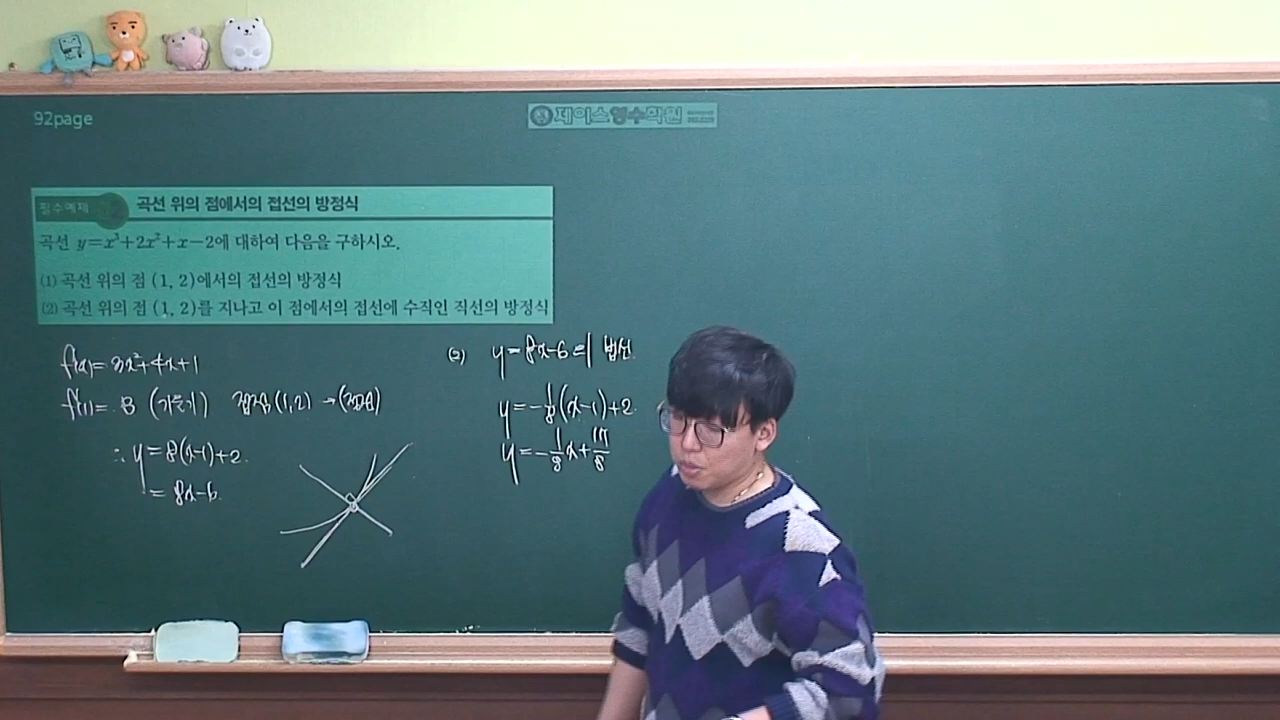 92page
제이스영수학원
필수예제
곡선 위의 점에서의 접선의 방정식
곡선 y=x³+2x²+x−2에 대하여 다음을 구하시오.
(1) 곡선 위의 점 (1, 2)에서의 접선의 방정식
(2) 곡선 위의 점 (1, 2)를 지나고 이 점에서의 접선에 수직인 직선의 방정식
f'(x)=3x²+4x+1
f'(1)= 8 (기울기) 접점(1,2) → (접점)
∴ y=8(x-1)+2.
= 8x-6.
(2) y=8x-6의 법선.
y=-1/8(x-1)+2.
y=-1/8x+17/8